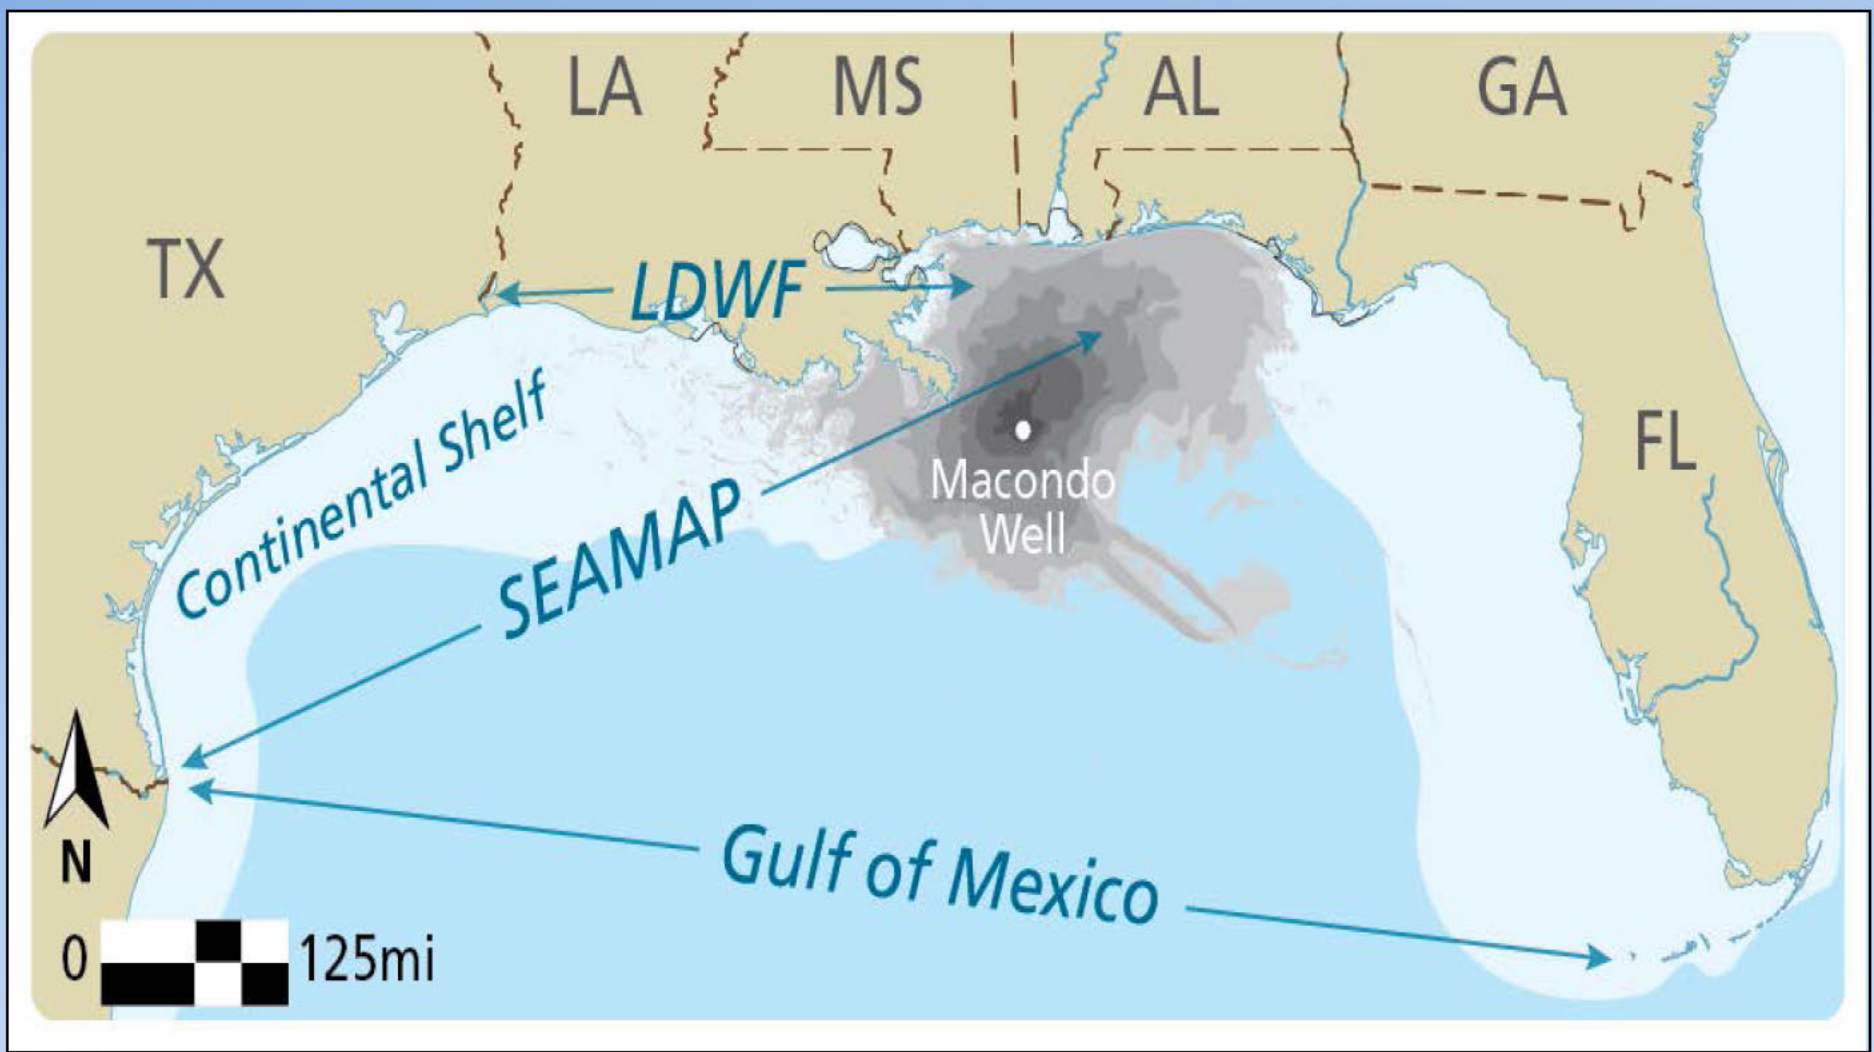 LA
MS
AL
GA
TX
LDWF
FL
Continental Shelf
Macondo
Well
SEAMAP
Gulf of Mexico
N
0
125mi